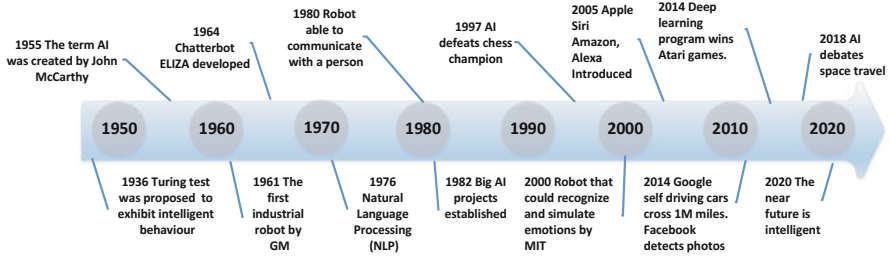 1955 The term AI
was created by John
McCarthy
1964
Chatterbot
ELIZA developed
1980 Robot
able to
communicate
with a person
1997 AI
defeats chess
champion
2005 Apple
Siri
Amazon,
Alexa
Introduced
2014 Deep
learning
program wins
Atari games.
2018 AI
debates
space travel
1950
1960
1970
1980
1990
2000
2010
2020
1936 Turing test
was proposed to
exhibit intelligent
behaviour
1961 The
first
industrial
robot by
GM
1976
Natural
Language
Processing
(NLP)
1982 Big AI
projects
established
2000 Robot that
could recognize
and simulate
emotions by
MIT
2014 Google
self driving cars
cross 1M miles.
Facebook
detects photos
2020 The
near
future is
intelligent